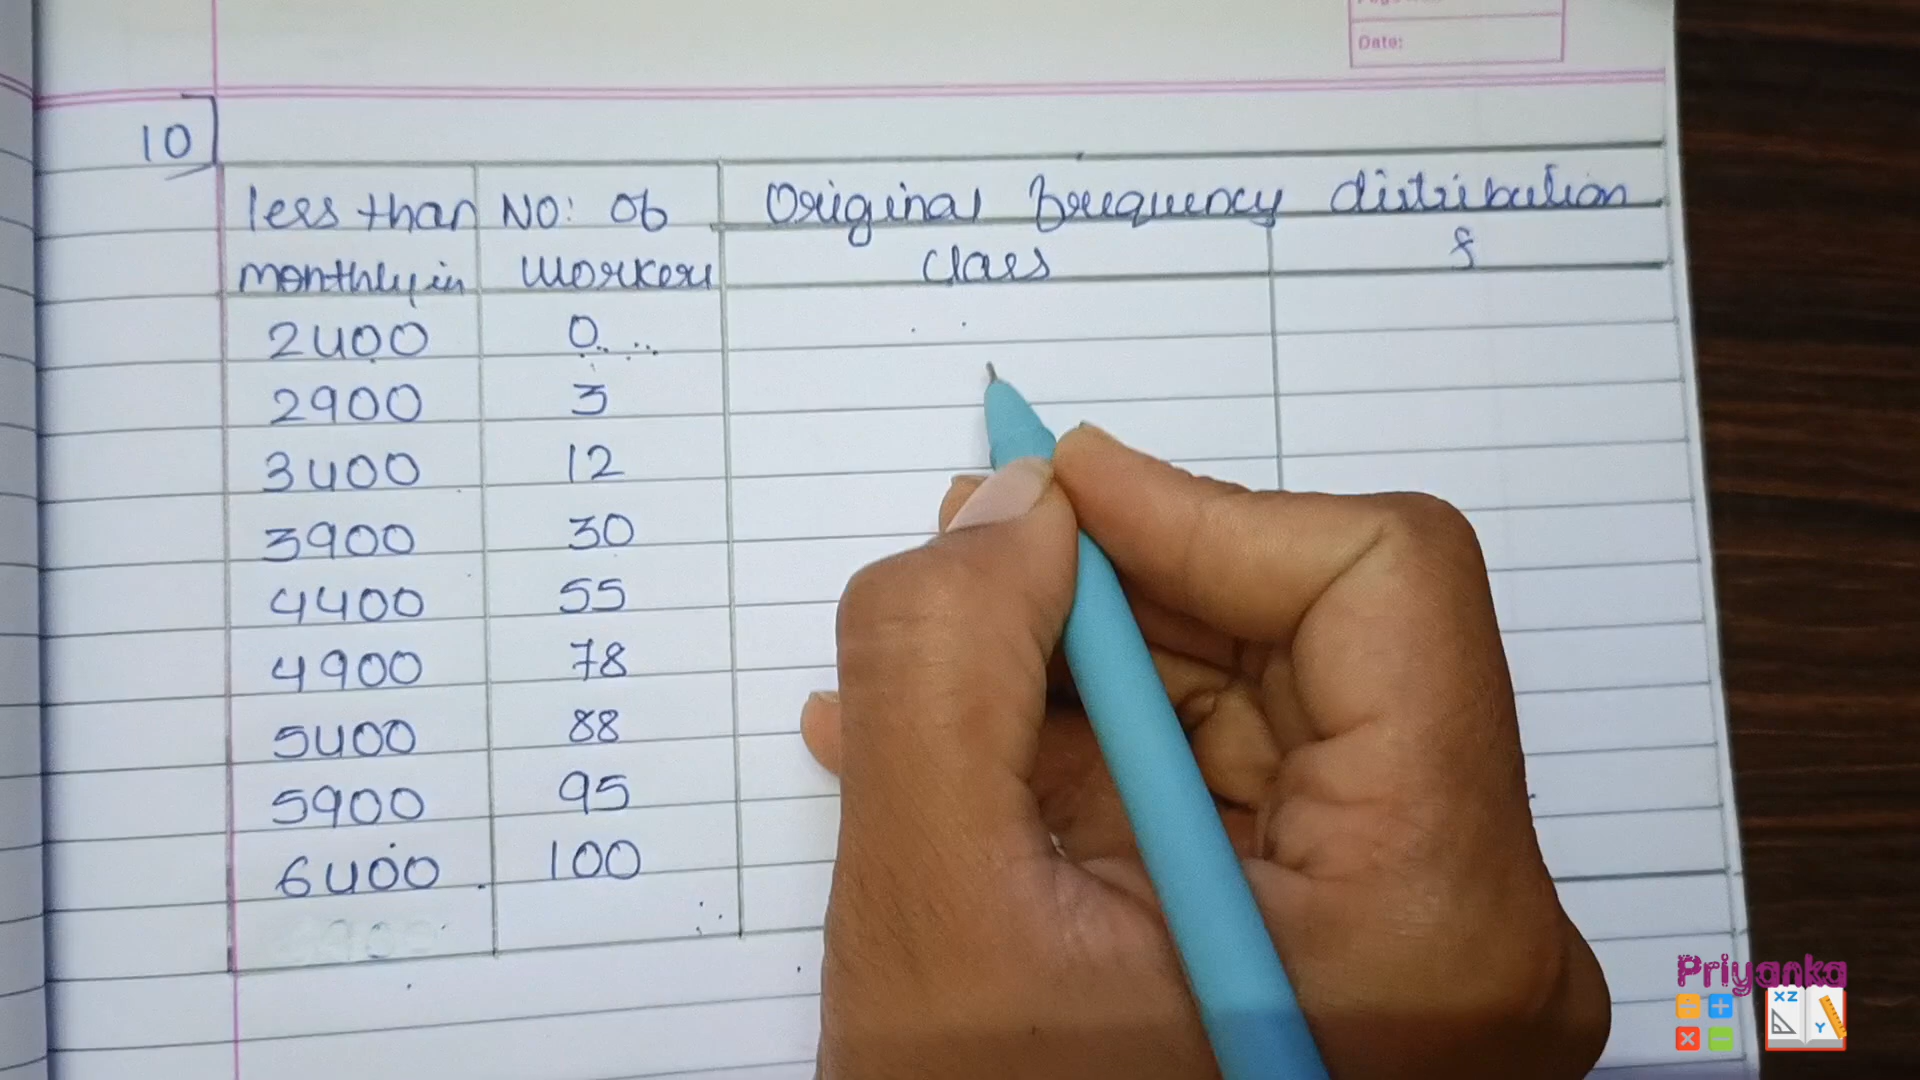 Date:
10
less than NO: of Original frequency distribution
monthly in workers class f
2400 0
2900 3
3400 12
3900 30
4400 55
4900 78
5400 88
5900 95
6400 100
Priyanka
XZ
Y